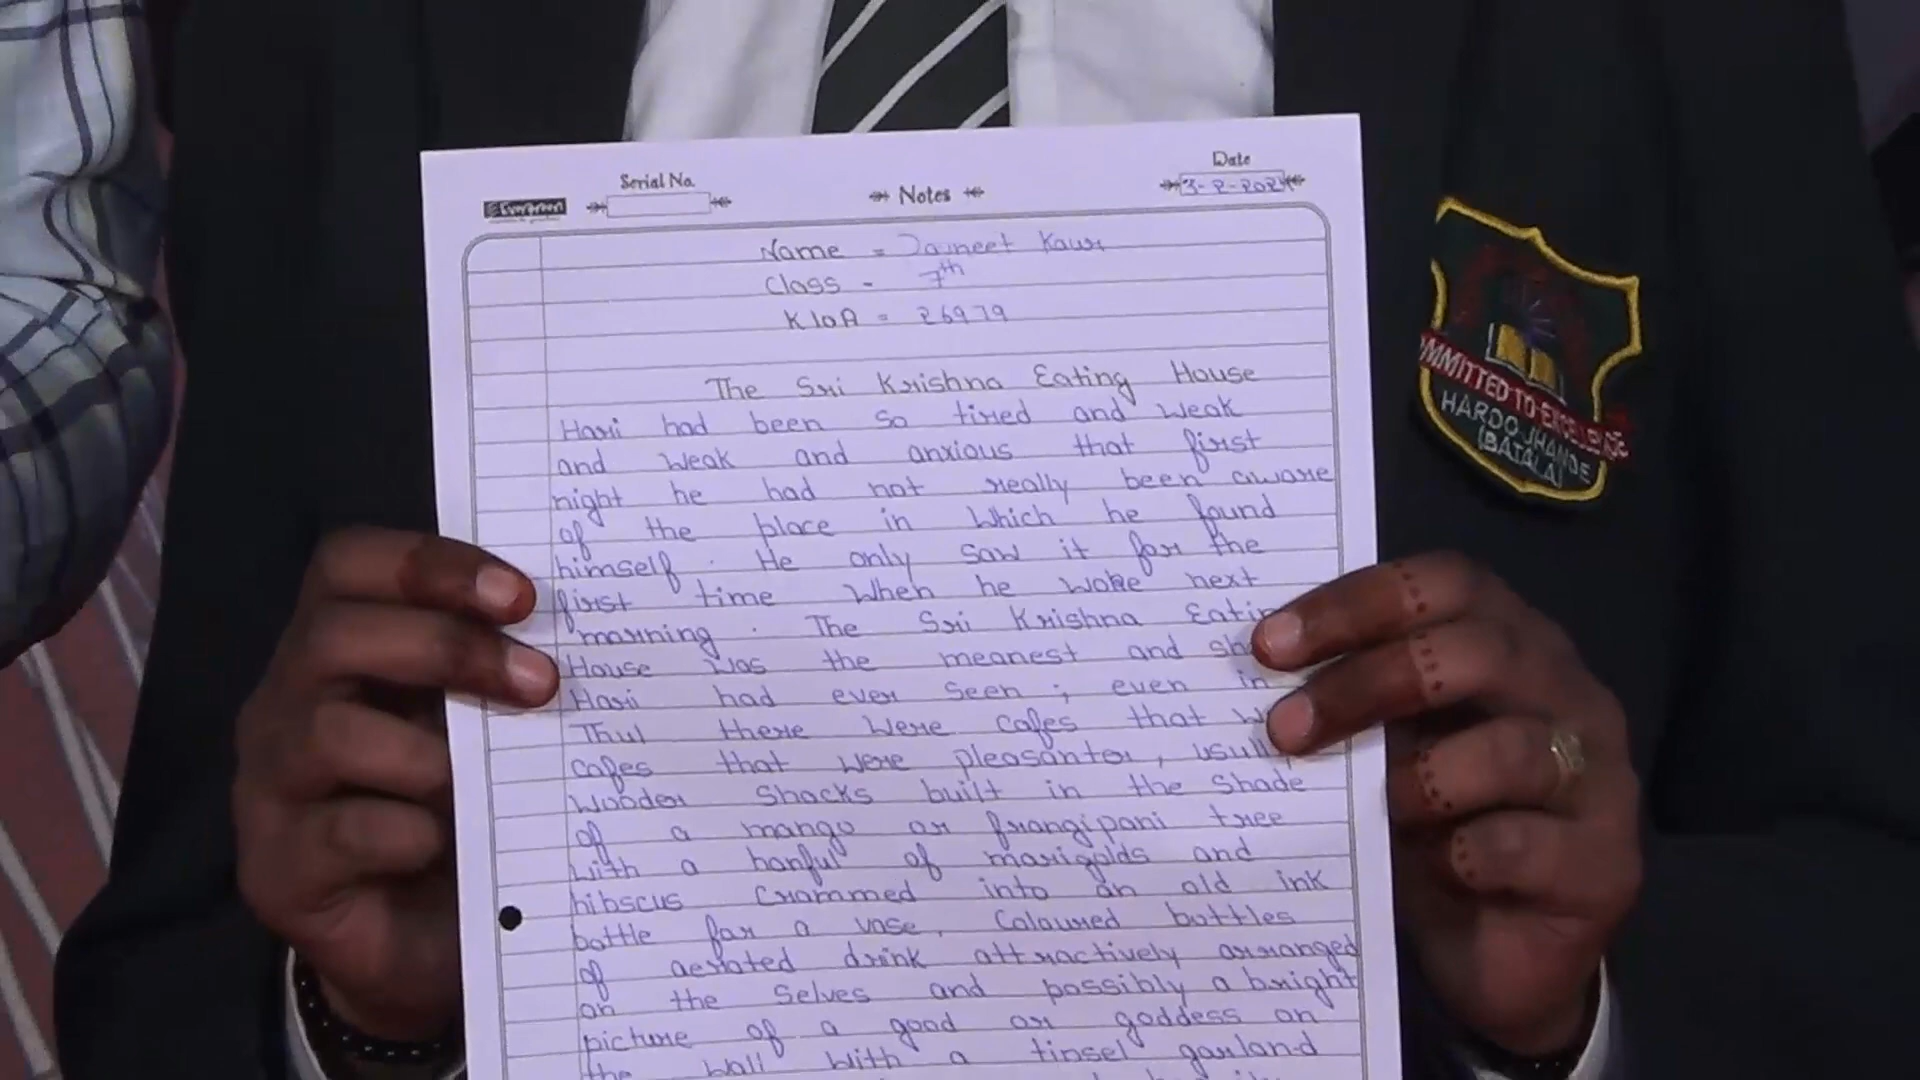 Serial No.
Evergreen
Notes
Date
3-2-202
Name = Kaur
Class - 7th
KIOA = 26979
The Sri Krishna Eating House
Hari had been so tired and weak
and weak and anxious that first
night he had not really been aware
of the place in which he found
himself. He only saw it for the
first time when he woke next
morning. The Sri Krishna Eatin
House was the meanest and sh
Hari had ever seen; even in
Thul there were cafes that w
cafes that were pleasanter, usull
wooden shacks built in the shade
of a mango or frangipani tree
with a hanful of marigolds and
hibscus crammed into an old ink
bottle for a vase, Coloured bottles
of aerated drink attractively arranged
on the selves and possibly a bright
picture of a good or goddess on
the wall with a tinsel garland
MMITTED TO EXCELLENCE
HARDO JHANDE
(BATALA)